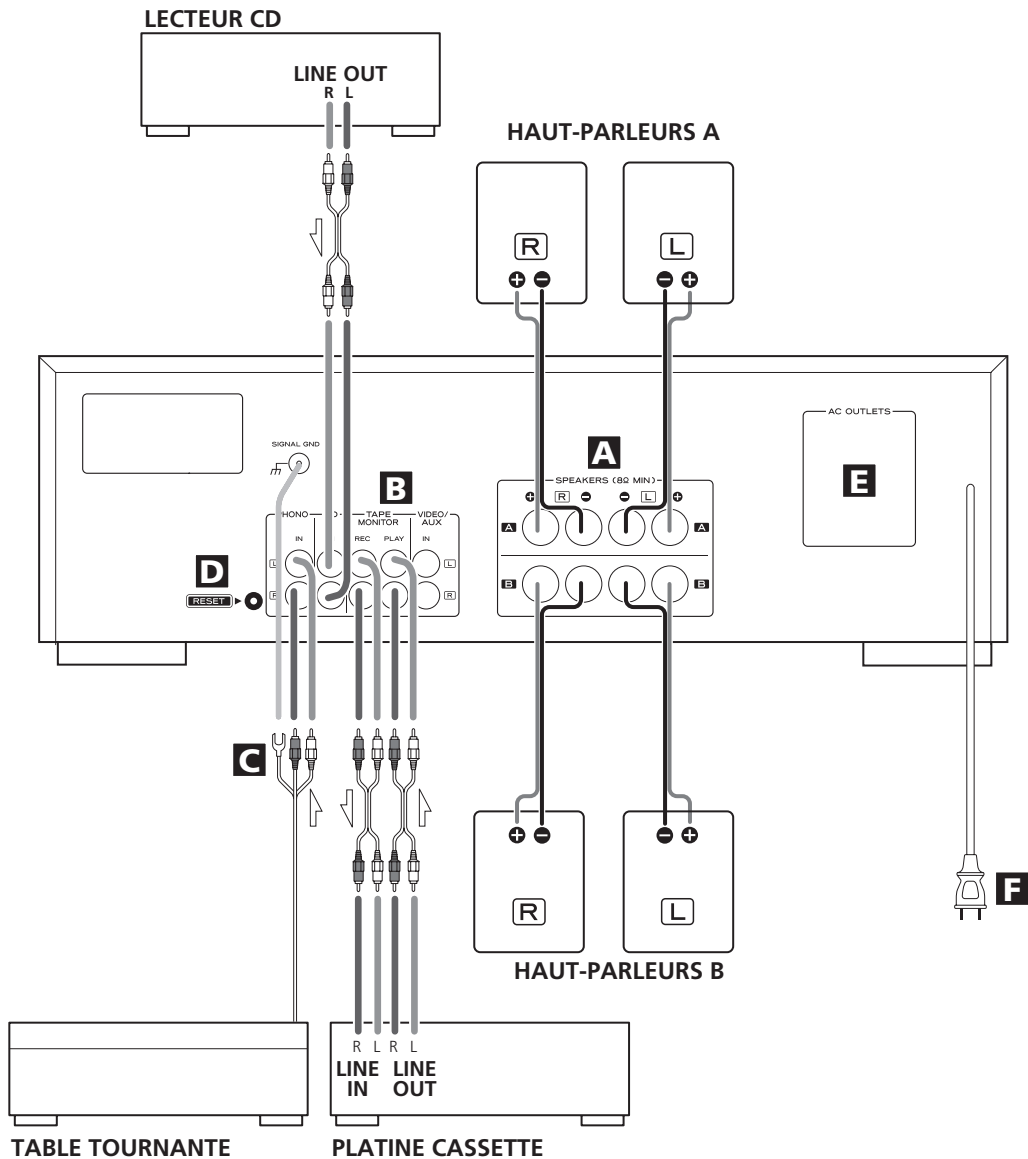 LECTEUR CD
LINE OUT
R L
HAUT-PARLEURS A
R
L
AC OUTLETS
E
SIGNAL GND
A
SPEAKERS (8Ω MIN)
R
L
A
A
B
B
B
PHONO
TAPE MONITOR
VIDEO/AUX
IN
REC
PLAY
IN
L
L
R
R
D
RESET
C
F
R
L
HAUT-PARLEURS B
R L R L
LINE IN
LINE OUT
TABLE TOURNANTE
PLATINE CASSETTE